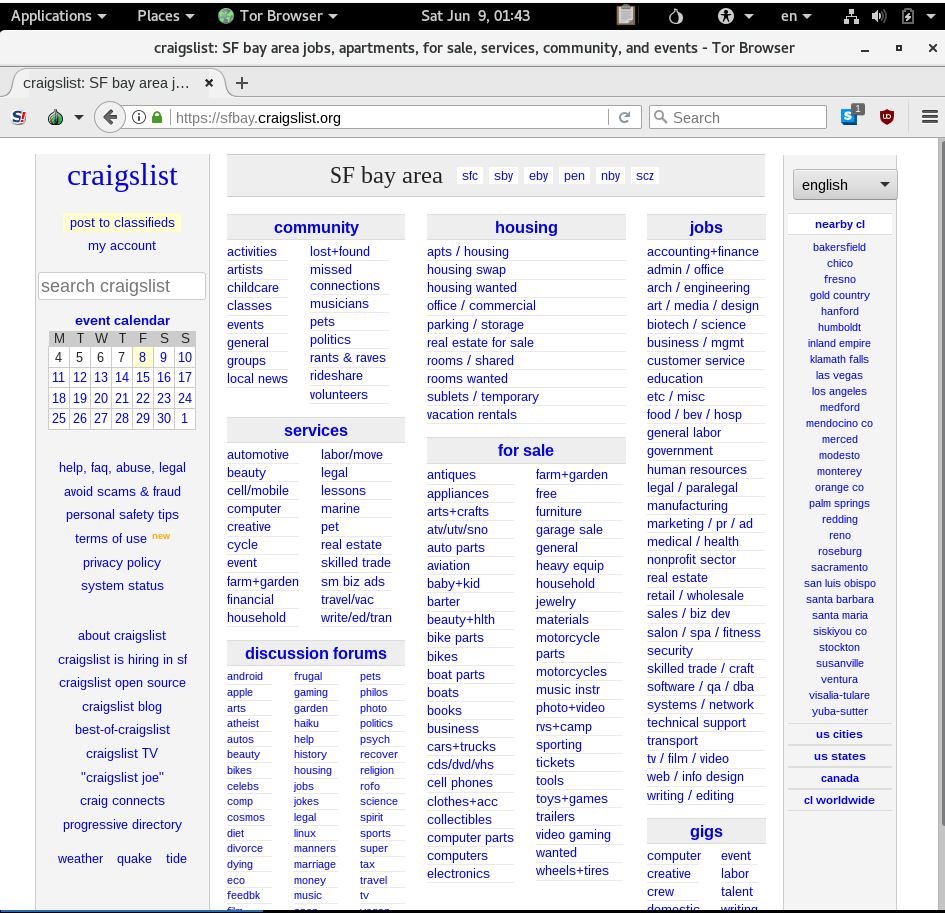 Applications Places Tor Browser Sat Jun 9, 01:43 en
craigslist: SF bay area jobs, apartments, for sale, services, community, and events - Tor Browser
craigslist: SF bay area j...
https://sfbay.craigslist.org Search 1
craigslist
post to classifieds
my account
search craigslist
event calendar
M T W T F S S
4 5 6 7 8 9 10
11 12 13 14 15 16 17
18 19 20 21 22 23 24
25 26 27 28 29 30 1
help, faq, abuse, legal
avoid scams & fraud
personal safety tips
terms of use new
privacy policy
system status
about craigslist
craigslist is hiring in sf
craigslist open source
craigslist blog
best-of-craigslist
craigslist TV
"craigslist joe"
craig connects
progressive directory
weather quake tide
SF bay area sfc sby eby pen nby scz
community
activities
artists
childcare
classes
events
general
groups
local news
lost+found
missed
connections
musicians
pets
politics
rants & raves
rideshare
volunteers
services
automotive
beauty
cell/mobile
computer
creative
cycle
event
farm+garden
financial
household
labor/move
legal
lessons
marine
pet
real estate
skilled trade
sm biz ads
travel/vac
write/ed/tran
discussion forums
android
apple
arts
atheist
autos
beauty
bikes
celebs
comp
cosmos
diet
divorce
dying
eco
feedbk
film
frugal
gaming
garden
haiku
help
history
housing
jobs
jokes
legal
linux
manners
marriage
money
music
pets
philos
photo
politics
psych
recover
religion
rofo
science
spirit
sports
super
tax
travel
tv
housing
apts / housing
housing swap
housing wanted
office / commercial
parking / storage
real estate for sale
rooms / shared
rooms wanted
sublets / temporary
vacation rentals
for sale
antiques
appliances
arts+crafts
atv/utv/sno
auto parts
aviation
baby+kid
barter
beauty+hlth
bike parts
bikes
boat parts
boats
books
business
cars+trucks
cds/dvd/vhs
cell phones
clothes+acc
collectibles
computer parts
computers
electronics
farm+garden
free
furniture
garage sale
general
heavy equip
household
jewelry
materials
motorcycle
parts
motorcycles
music instr
photo+video
rvs+camp
sporting
tickets
tools
toys+games
trailers
video gaming
wanted
wheels+tires
jobs
accounting+finance
admin / office
arch / engineering
art / media / design
biotech / science
business / mgmt
customer service
education
etc / misc
food / bev / hosp
general labor
government
human resources
legal / paralegal
manufacturing
marketing / pr / ad
medical / health
nonprofit sector
real estate
retail / wholesale
sales / biz dev
salon / spa / fitness
security
skilled trade / craft
software / qa / dba
systems / network
technical support
transport
tv / film / video
web / info design
writing / editing
gigs
computer
creative
crew
domestic
event
labor
talent
writing
english
nearby cl
bakersfield
chico
fresno
gold country
hanford
humboldt
inland empire
klamath falls
las vegas
los angeles
medford
mendocino co
merced
modesto
monterey
orange co
palm springs
redding
reno
roseburg
sacramento
san luis obispo
santa barbara
santa maria
siskiyou co
stockton
susanville
ventura
visalia-tulare
yuba-sutter
us cities
us states
canada
cl worldwide